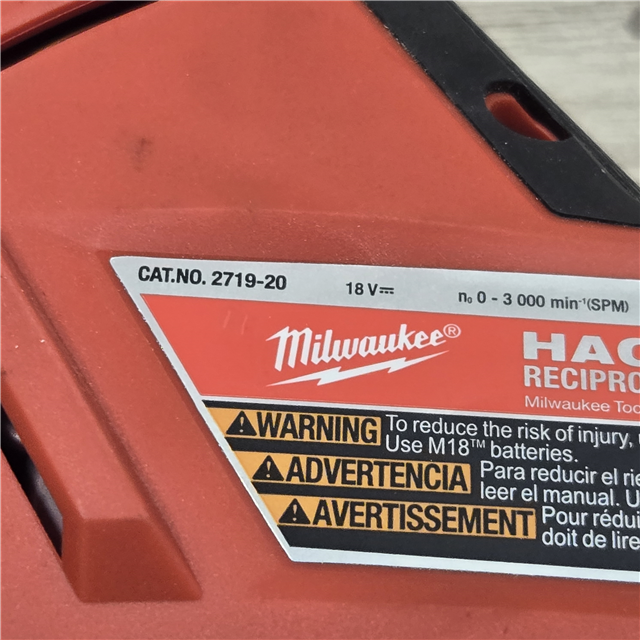 CAT.NO. 2719-20 18 V⎓ n₀ 0 - 3 000 min⁻¹(SPM)
Milwaukee®
HAC
RECIPRO
Milwaukee Too
⚠WARNING To reduce the risk of injury,
Use M18™ batteries.
⚠ADVERTENCIA Para reducir el rie
leer el manual. U
⚠AVERTISSEMENT Pour rédui
doit de lire